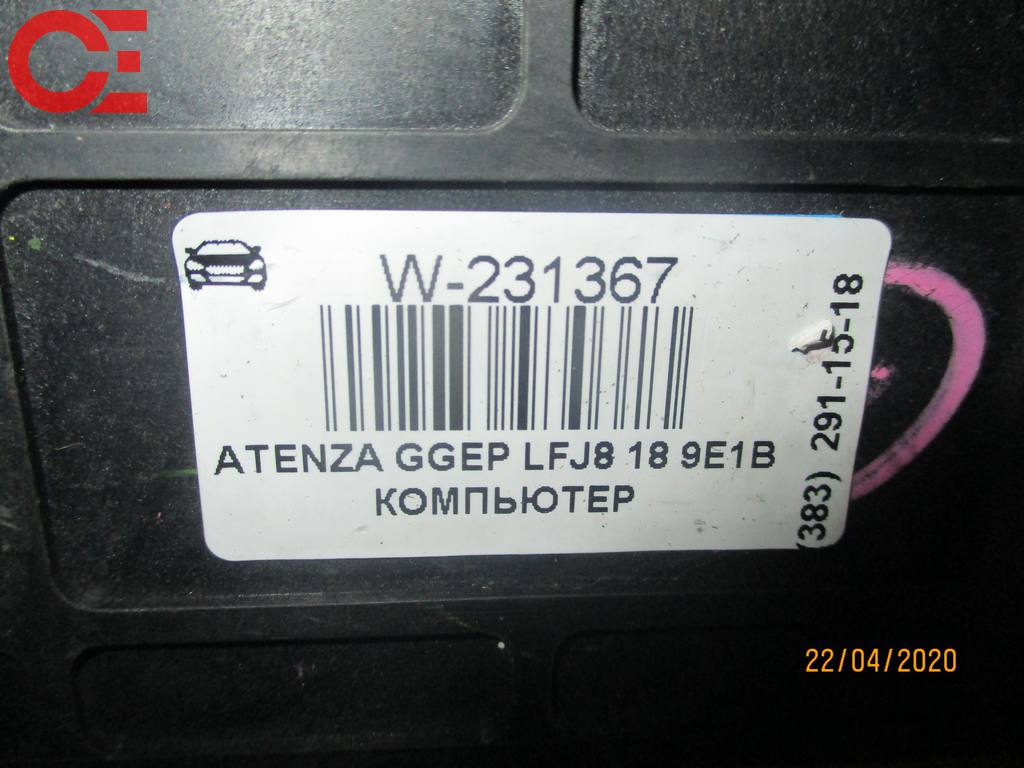 CE
W-231367
ATENZA GGEP LFJ8 18 9E1B
КОМПЬЮТЕР
(383) 291-15-18
22/04/2020